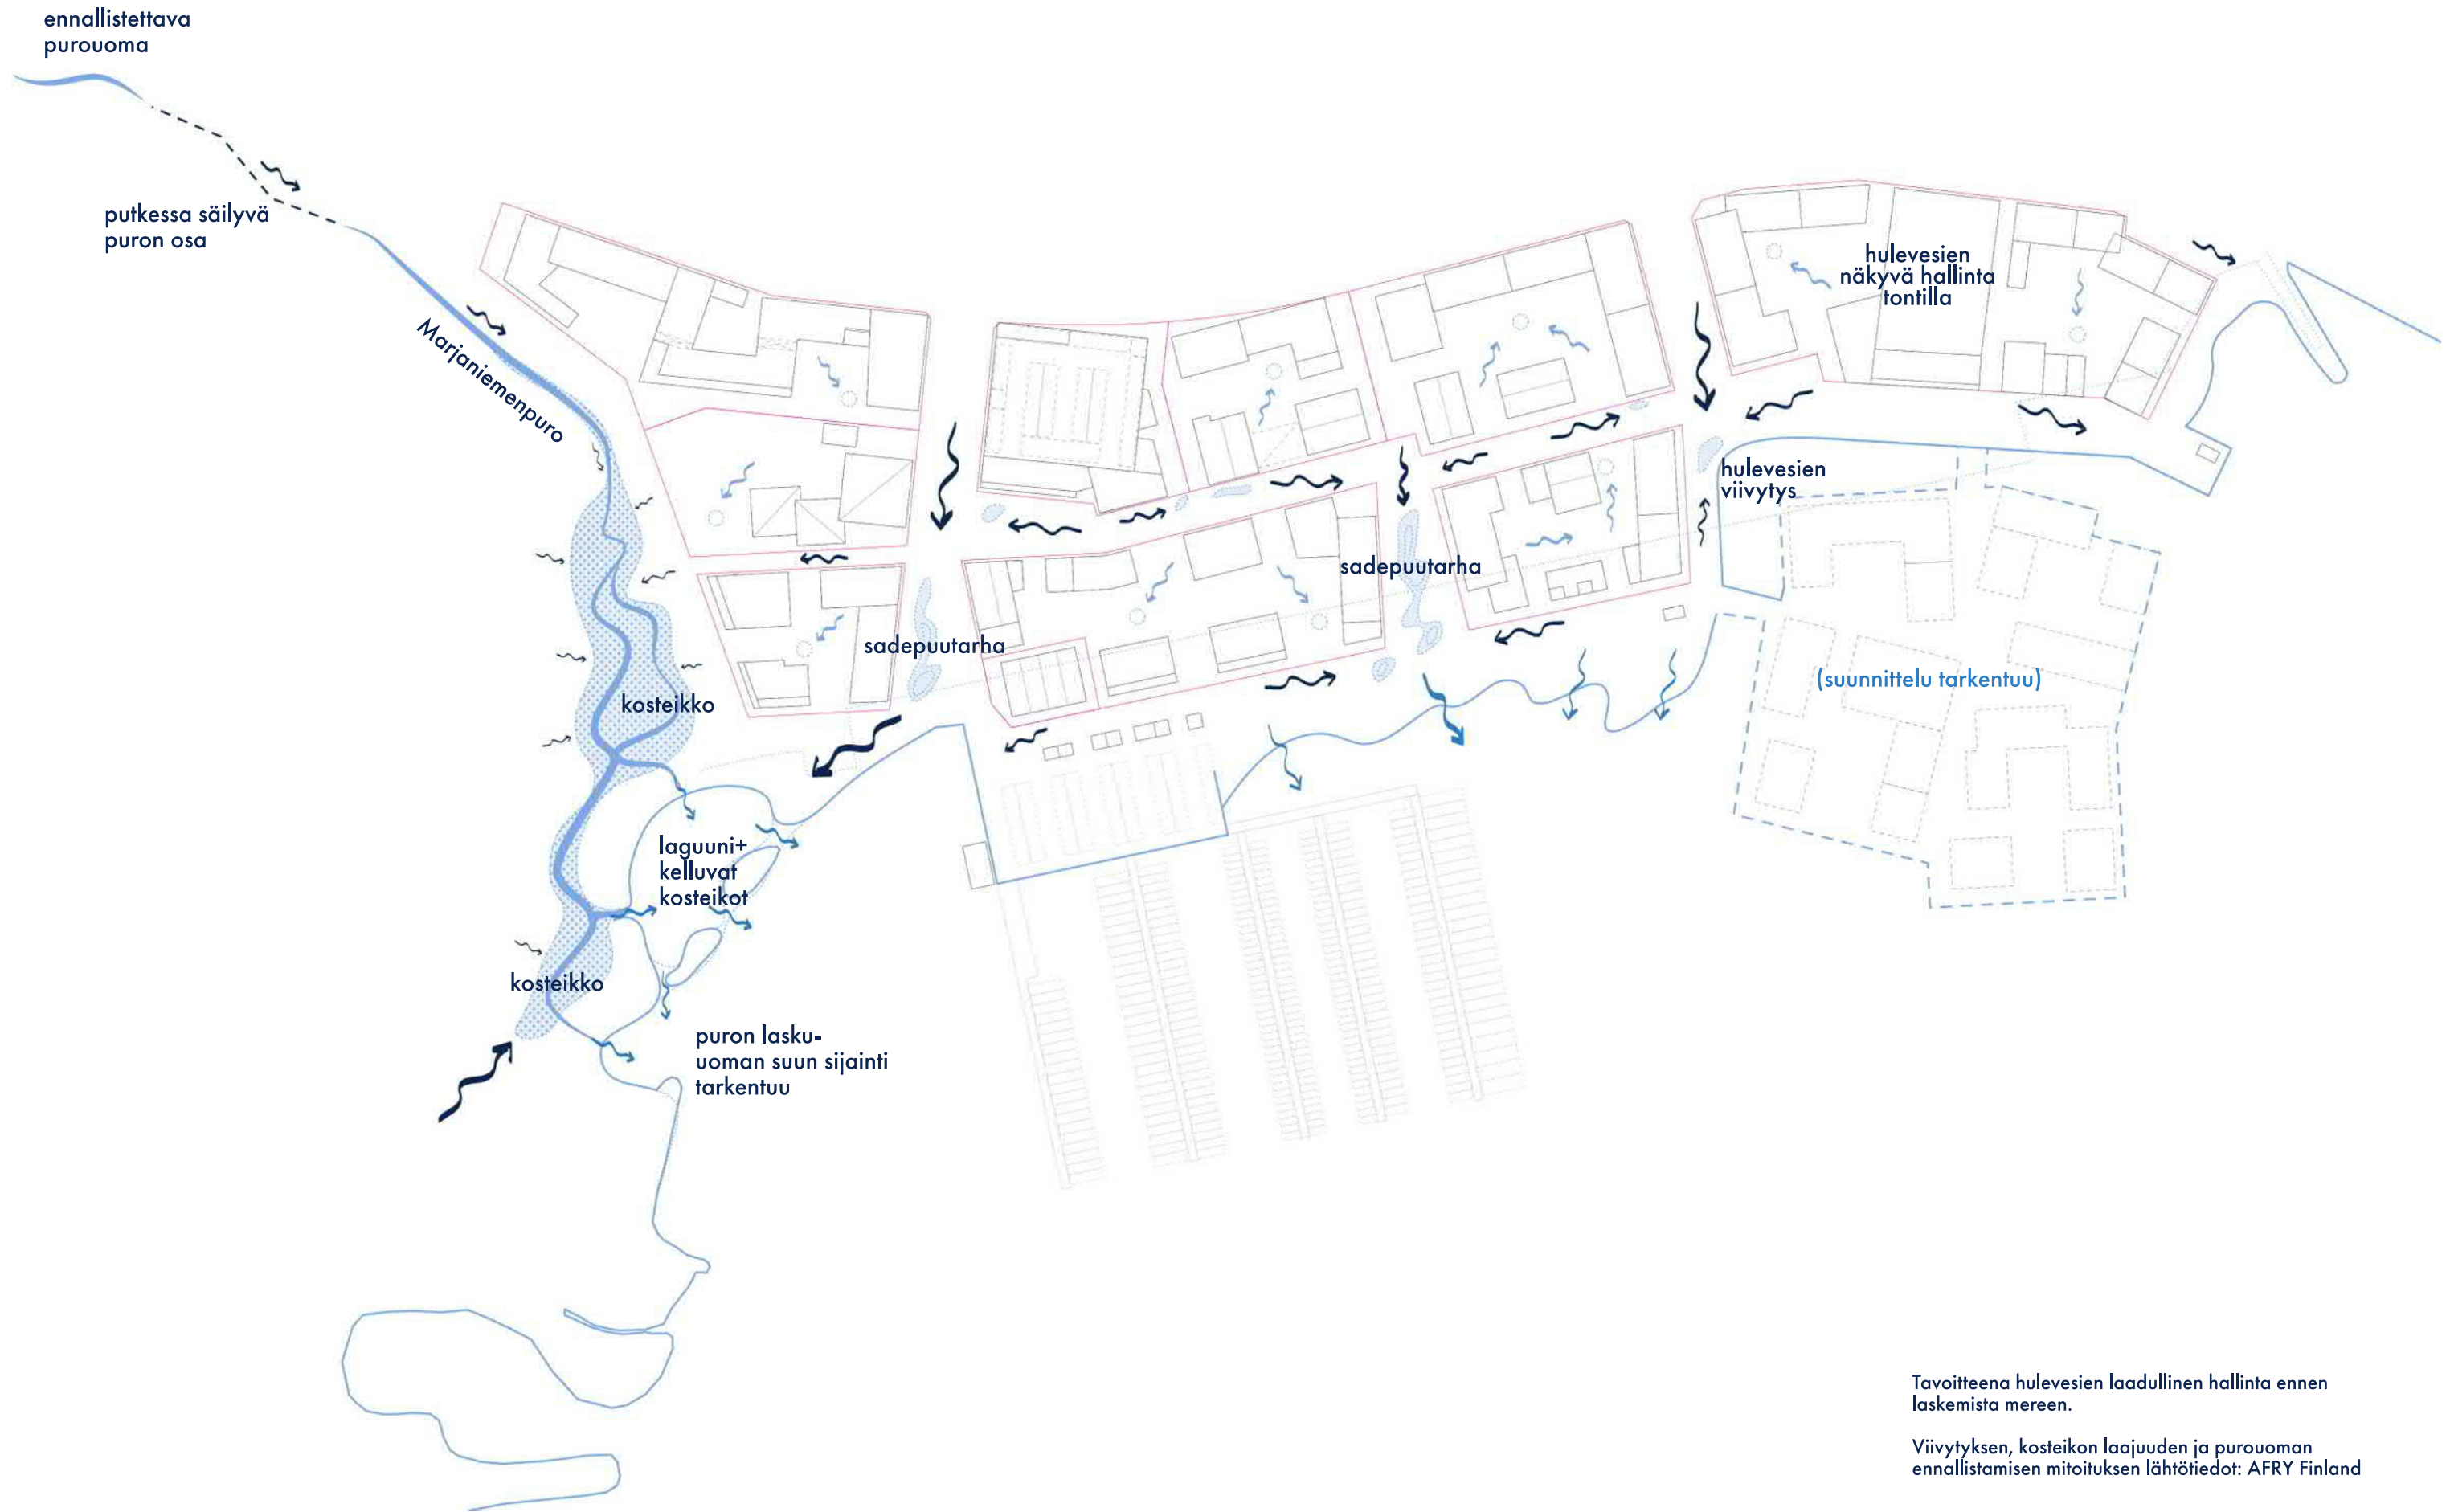 ennallistettava
purouoma
putkessa säilyvä
puron osa
Marjaniemenpuro
hulevesien
näkyvä hallinta
tontilla
hulevesien
viivytys
sadepuutarha
sadepuutarha
(suunnittelu tarkentuu)
kosteikko
laguuni+
kelluvat
kosteikot
kosteikko
puron lasku-
uoman suun sijainti
tarkentuu
Tavoitteena hulevesien laadullinen hallinta ennen
laskemista mereen.
Viivytyksen, kosteikon laajuuden ja purouoman
ennallistamisen mitoituksen lähtötiedot: AFRY Finland